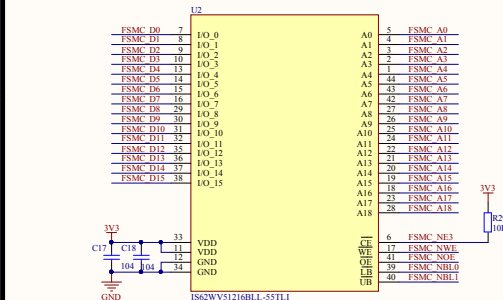 U2
FSMC_D0 7 I/O_0 A0 5 FSMC_A0
FSMC_D1 8 I/O_1 A1 4 FSMC_A1
FSMC_D2 9 I/O_2 A2 3 FSMC_A2
FSMC_D3 10 I/O_3 A3 2 FSMC_A3
FSMC_D4 13 I/O_4 A4 1 FSMC_A4
FSMC_D5 14 I/O_5 A5 44 FSMC_A5
FSMC_D6 15 I/O_6 A6 43 FSMC_A6
FSMC_D7 16 I/O_7 A7 42 FSMC_A7
FSMC_D8 29 I/O_8 A8 27 FSMC_A8
FSMC_D9 30 I/O_9 A9 26 FSMC_A9
FSMC_D10 31 I/O_10 A10 25 FSMC_A10
FSMC_D11 32 I/O_11 A11 24 FSMC_A11
FSMC_D12 35 I/O_12 A12 22 FSMC_A12
FSMC_D13 36 I/O_13 A13 21 FSMC_A13
FSMC_D14 37 I/O_14 A14 20 FSMC_A14
FSMC_D15 38 I/O_15 A15 19 FSMC_A15
A16 18 FSMC_A16
A17 23 FSMC_A17 3V3
A18 28 FSMC_A18
3V3
33 VDD CE 6 FSMC_NE3
C17 C18 11 VDD WE 17 FSMC_NWE
12 GND OE 41 FSMC_NOE
104 104 34 GND LB 39 FSMC_NBL0
UB 40 FSMC_NBL1
GND IS62WV51216BLL-55TLI